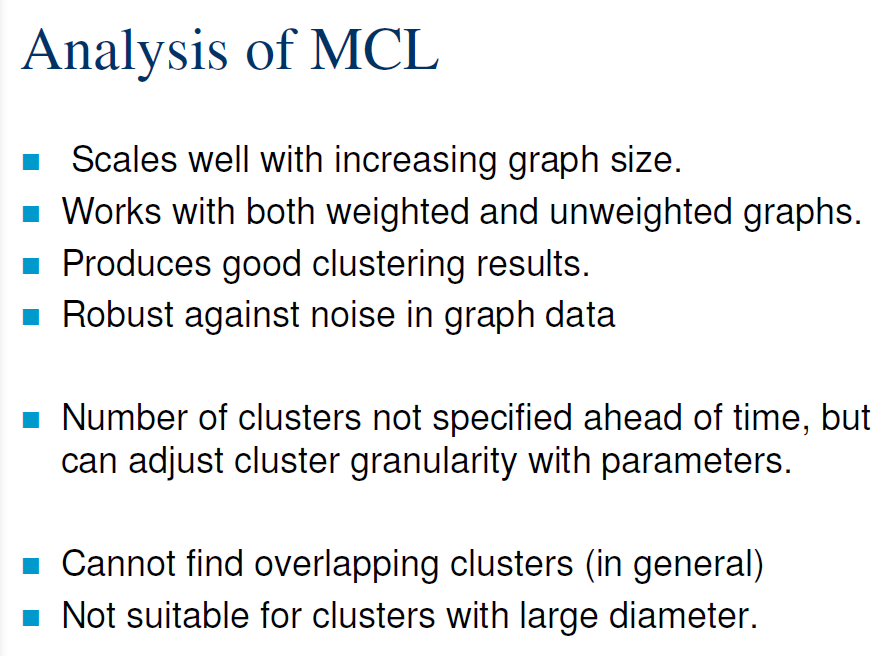 Analysis of MCL
Scales well with increasing graph size.
Works with both weighted and unweighted graphs.
Produces good clustering results.
Robust against noise in graph data
Number of clusters not specified ahead of time, but
can adjust cluster granularity with parameters.
Cannot find overlapping clusters (in general)
Not suitable for clusters with large diameter.